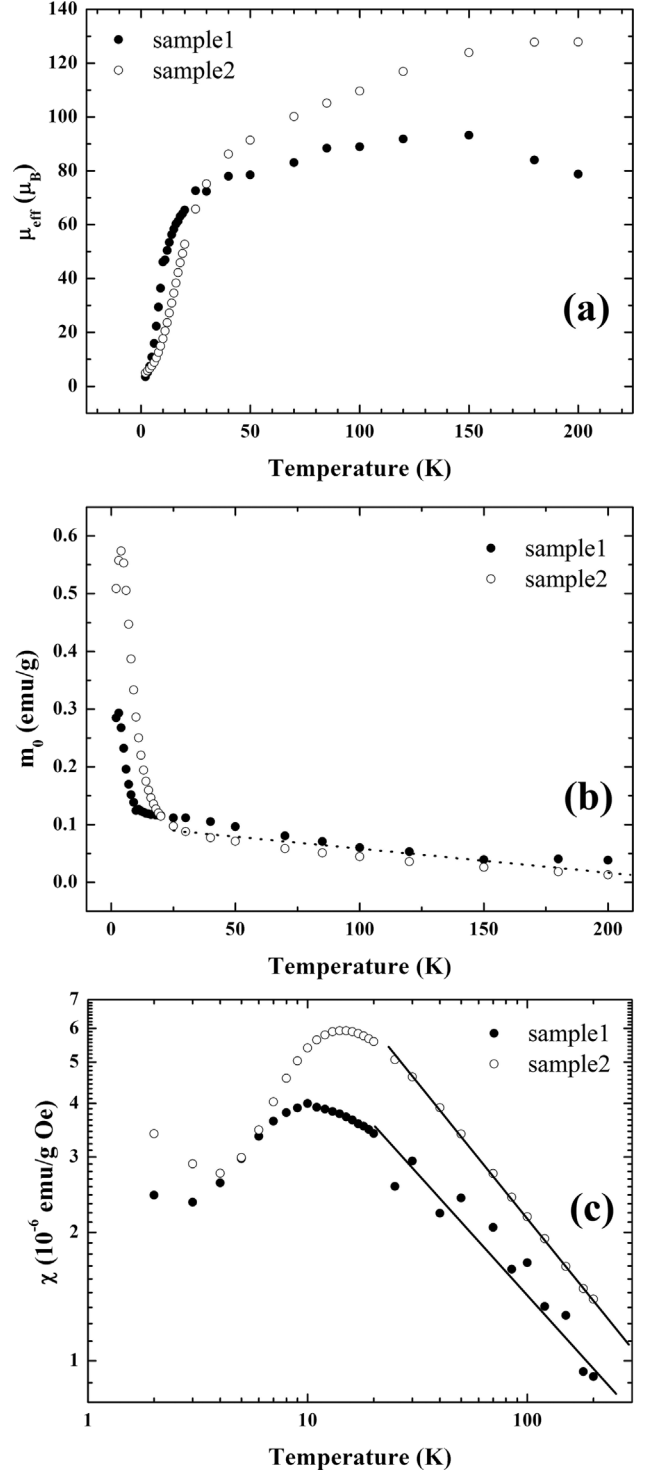 140
120
100
80
60
40
20
0
μeff (μB)
sample1
sample2
(a)
0 50 100 150 200
Temperature (K)
0.6
0.5
0.4
0.3
0.2
0.1
0.0
m0 (emu/g)
sample1
sample2
(b)
0 50 100 150 200
Temperature (K)
7
6
5
4
3
2
1
χ (10-6 emu/g Oe)
sample1
sample2
(c)
1 10 100
Temperature (K)